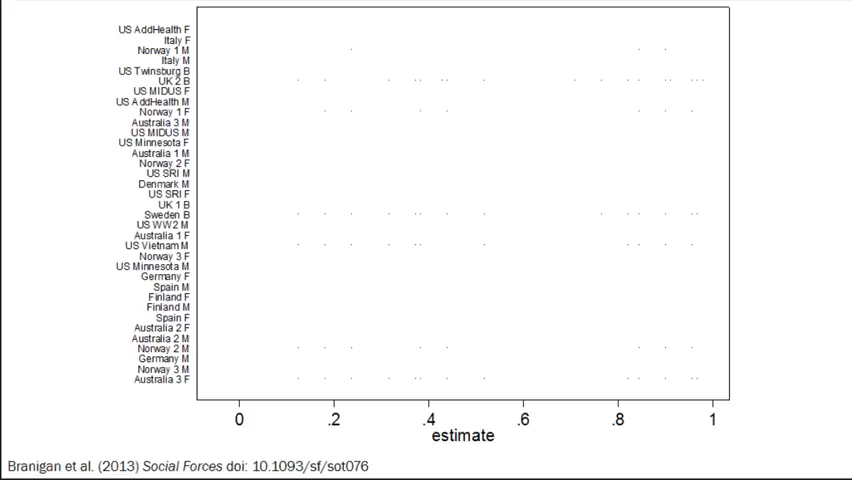 US AddHealth F
Italy F
Norway 1 M
Italy M
US Twinsburg B
UK 2 B
US MIDUS F
US AddHealth M
Norway 1 F
Australia 3 M
US MIDUS M
US Minnesota F
Australia 1 M
Norway 2 F
US SRI M
Denmark M
US SRI F
UK 1 B
Sweden B
US WW2 M
Australia 1 F
US Vietnam M
Norway 3 F
US Minnesota M
Germany F
Spain M
Finland F
Finland M
Spain F
Australia 2 F
Australia 2 M
Norway 2 M
Germany M
Norway 3 M
Australia 3 F
0 .2 .4 .6 .8 1
estimate
Branigan et al. (2013) Social Forces doi: 10.1093/sf/sot076